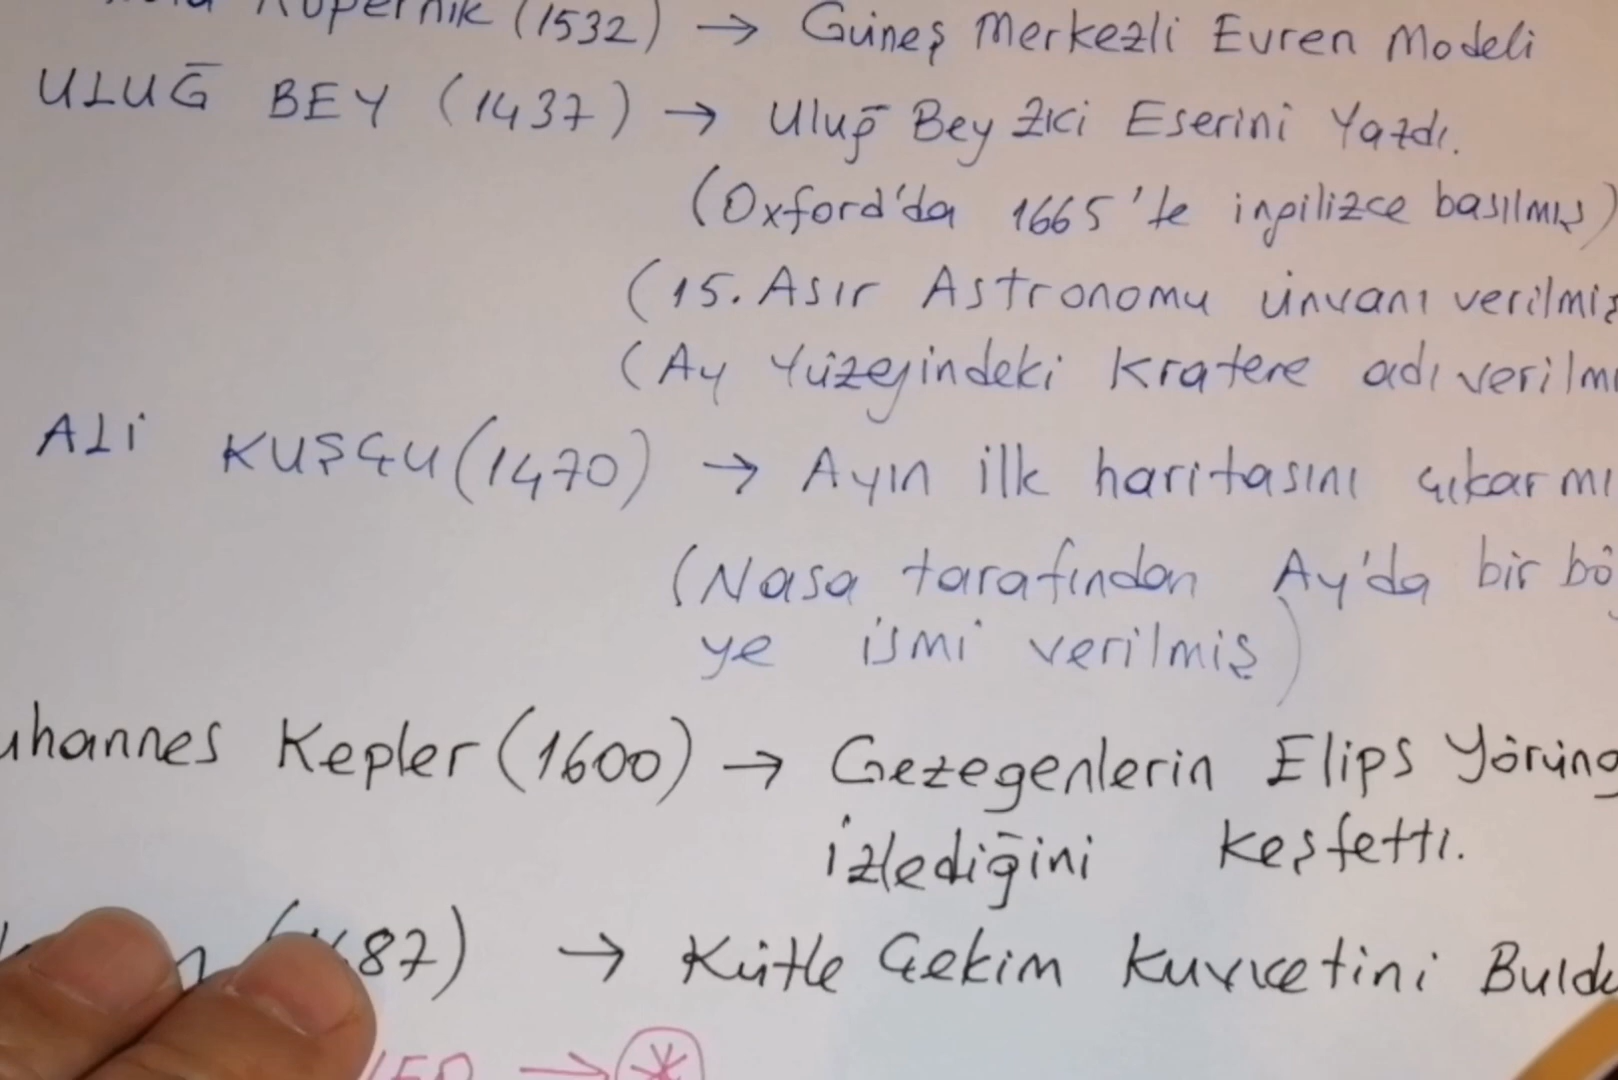 Kopernik (1532) → Güneş Merkezli Evren Modeli
ULUĞ BEY (1437) → Uluğ Bey Zici Eserini Yazdı.
(Oxford'da 1665'te ingilizce basılmış)
(15. Asır Astronomu ünvanı verilmiş
(Ay Yüzeyindeki Kratere adı verilmi
ALİ KUŞÇU (1470) → Ayın ilk haritasını çıkarmı
(Nasa tarafından Ay'da bir bö
ye ismi verilmiş)
uhannes Kepler (1600) → Gezegenlerin Elips Yörüng
izlediğini keşfetti.
87) → Kütle Çekim Kuvvetini Buldu
→ *